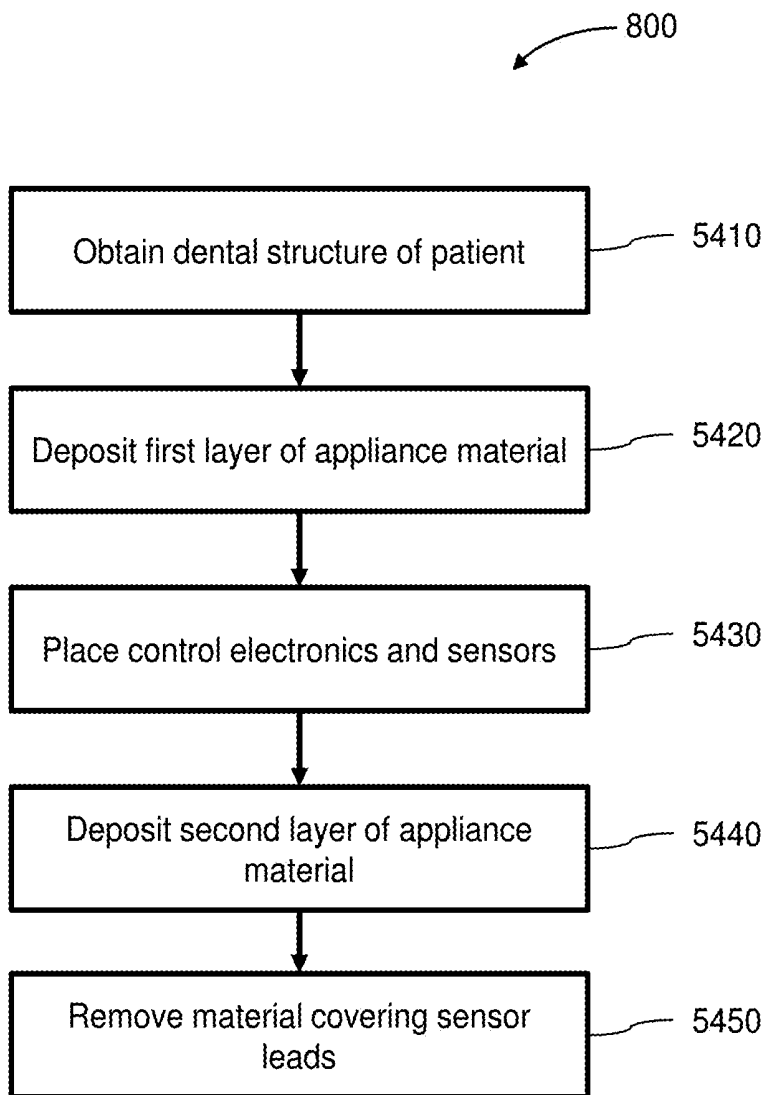 800
Obtain dental structure of patient
5410
Deposit first layer of appliance material
5420
Place control electronics and sensors
5430
Deposit second layer of appliance
material
5440
Remove material covering sensor
leads
5450